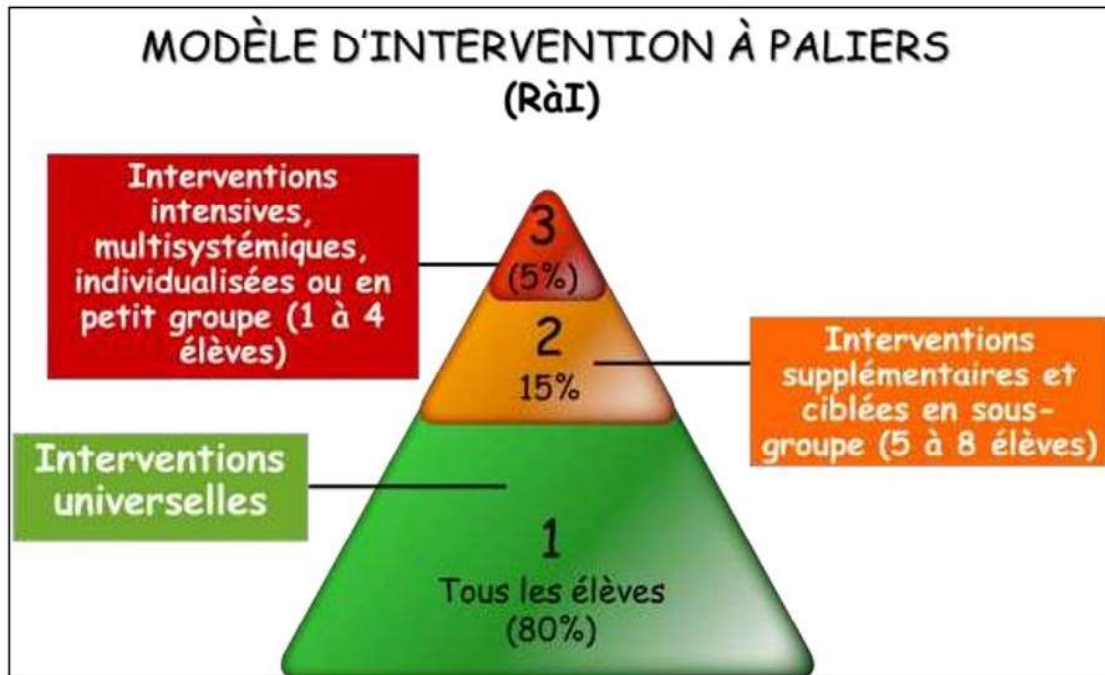 MODÈLE D'INTERVENTION À PALIERS
(RàI)
Interventions
intensives,
multisystémiques,
individualisées ou en
petit groupe (1 à 4
élèves)
3
(5%)
2
15%
Interventions
supplémentaires et
ciblées en sous-
groupe (5 à 8 élèves)
Interventions
universelles
1
Tous les élèves
(80%)